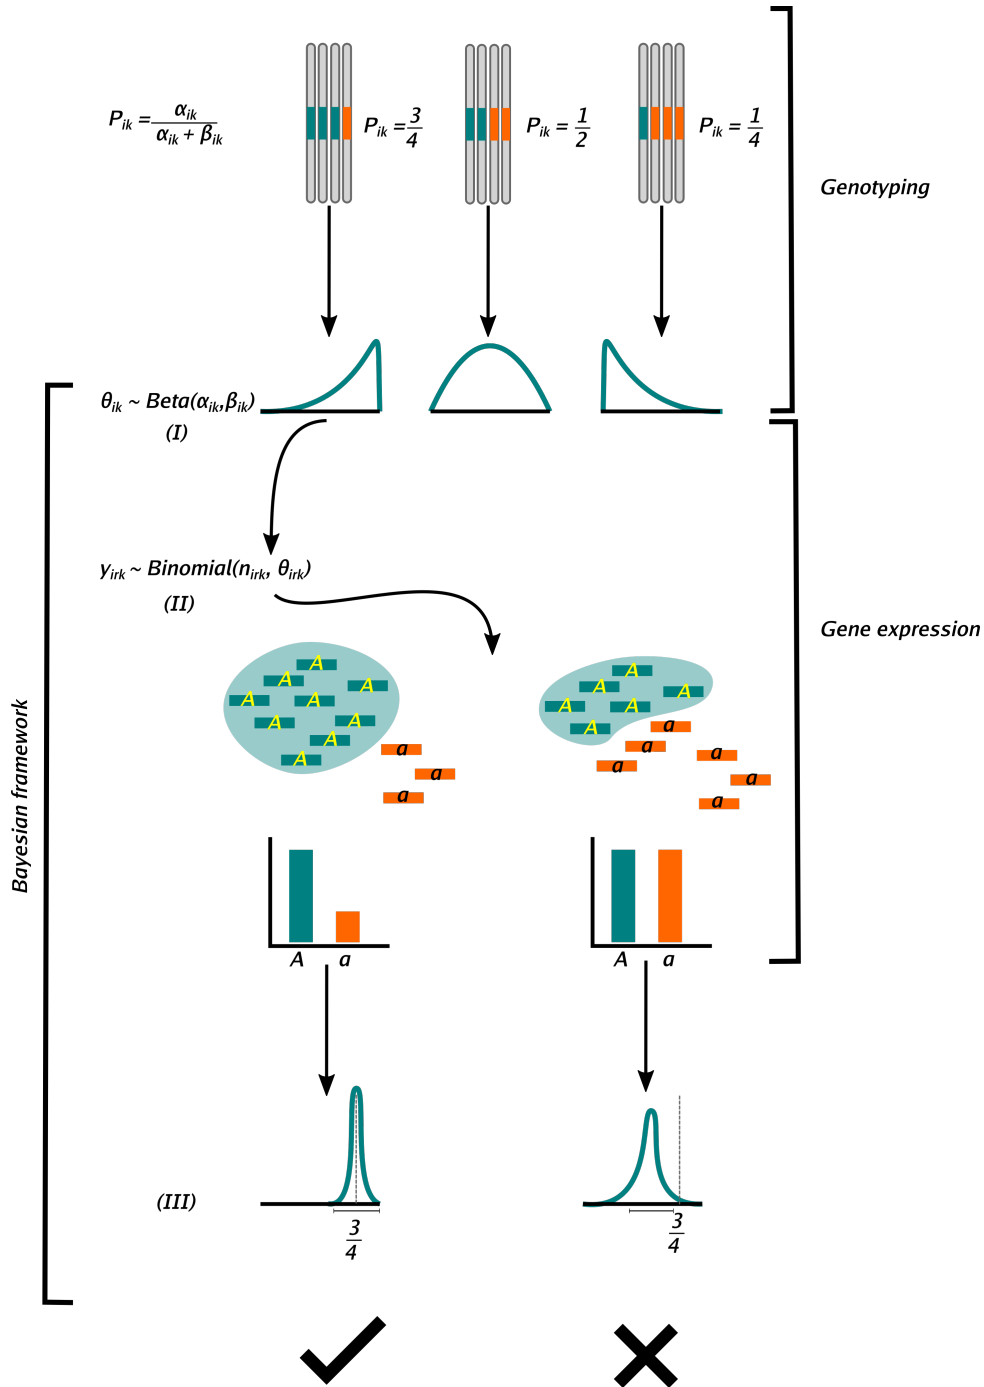 P_ik = α_ik / (α_ik + β_ik)
P_ik = 3/4
P_ik = 1/2
P_ik = 1/4
Genotyping
θ_ik ~ Beta(α_ik,β_ik)
(I)
y_irk ~ Binomial(n_irk, θ_irk)
(II)
Gene expression
Bayesian framework
A
A
A
A
A
A
A
A
A
a
a
a
A
A
A
A
A
A
a
a
a
a
a
a
A a
A a
(III)
3/4
3/4